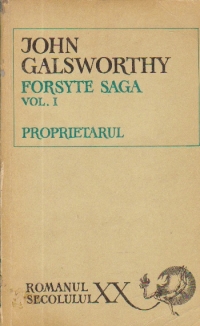 JOHN
GALSWORTHY
FORSYTE SAGA
VOL. I
PROPRIETARUL
ROMANUL
SECOLULUI XX